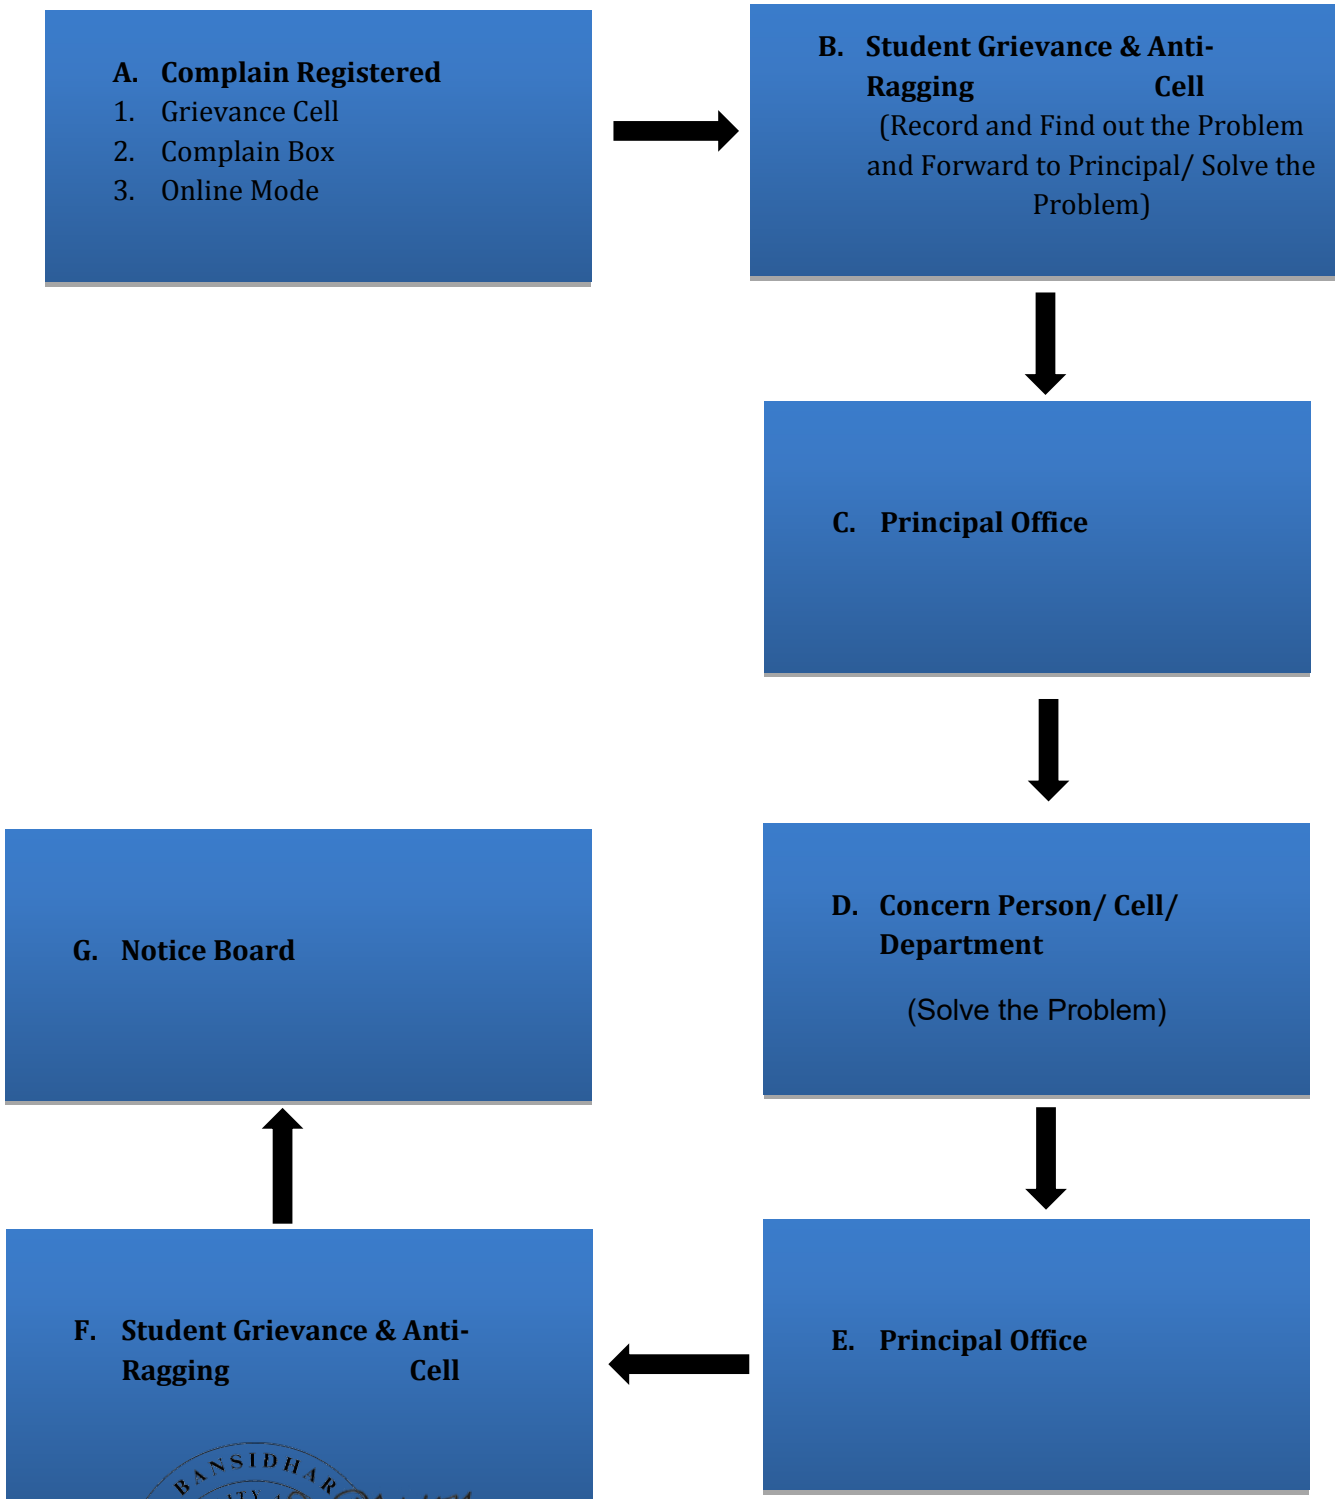 A. Complain Registered
1. Grievance Cell
2. Complain Box
3. Online Mode
B. Student Grievance & Anti-
Ragging Cell
(Record and Find out the Problem
and Forward to Principal/ Solve the
Problem)
C. Principal Office
D. Concern Person/ Cell/
Department
(Solve the Problem)
E. Principal Office
F. Student Grievance & Anti-
Ragging Cell
G. Notice Board
BANSIDHAR